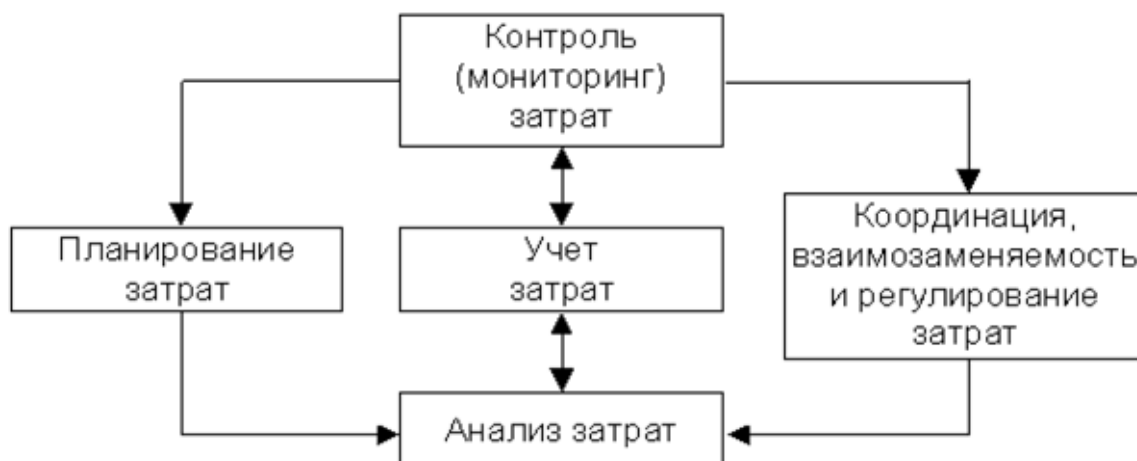 Контроль
(мониторинг)
затрат
Планирование
затрат
Учет
затрат
Координация,
взаимозаменяемость
и регулирование
затрат
Анализ затрат